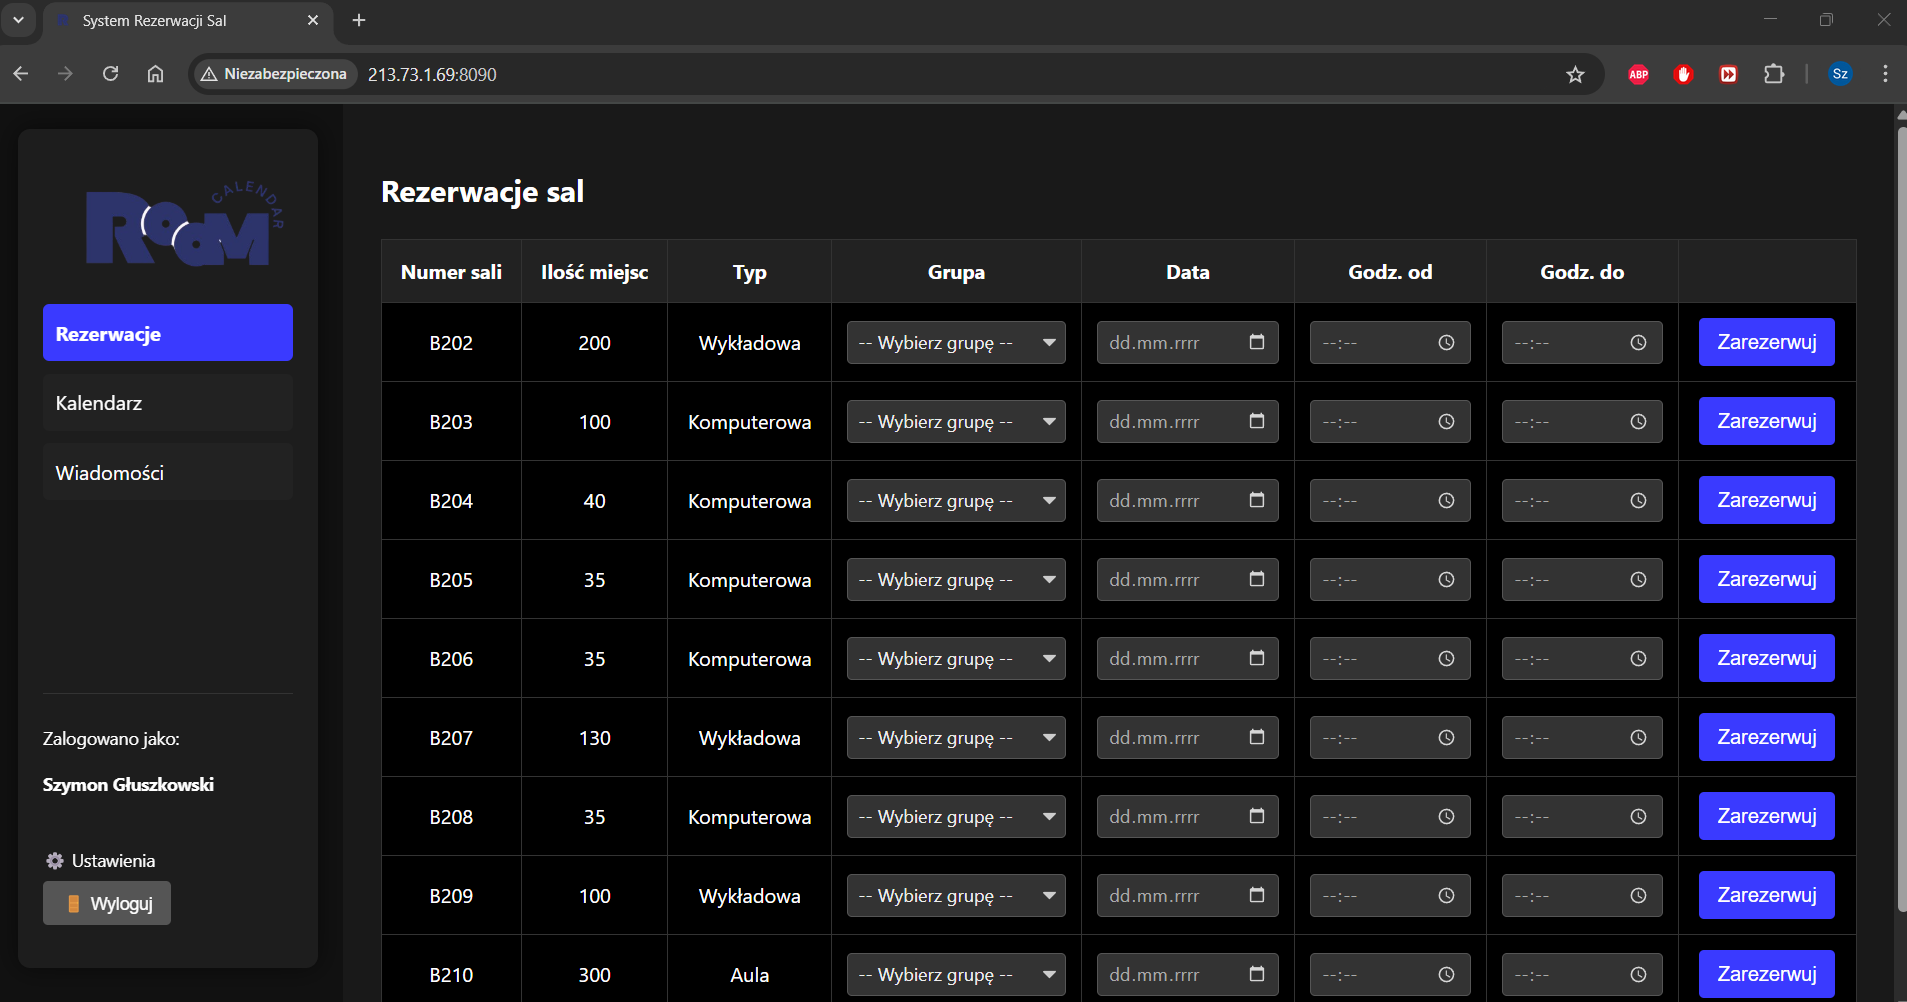 System Rezerwacji Sal
Niezabezpieczona 213.73.1.69:8090
ABP
Sz
ROOM CALENDAR
Rezerwacje
Kalendarz
Wiadomości
Zalogowano jako:
Szymon Głuszkowski
Ustawienia
Wyloguj
Rezerwacje sal
Numer sali Ilość miejsc Typ Grupa Data Godz. od Godz. do
B202 200 Wykładowa -- Wybierz grupę -- dd.mm.rrrr --:-- --:-- Zarezerwuj
B203 100 Komputerowa -- Wybierz grupę -- dd.mm.rrrr --:-- --:-- Zarezerwuj
B204 40 Komputerowa -- Wybierz grupę -- dd.mm.rrrr --:-- --:-- Zarezerwuj
B205 35 Komputerowa -- Wybierz grupę -- dd.mm.rrrr --:-- --:-- Zarezerwuj
B206 35 Komputerowa -- Wybierz grupę -- dd.mm.rrrr --:-- --:-- Zarezerwuj
B207 130 Wykładowa -- Wybierz grupę -- dd.mm.rrrr --:-- --:-- Zarezerwuj
B208 35 Komputerowa -- Wybierz grupę -- dd.mm.rrrr --:-- --:-- Zarezerwuj
B209 100 Wykładowa -- Wybierz grupę -- dd.mm.rrrr --:-- --:-- Zarezerwuj
B210 300 Aula -- Wybierz grupę -- dd.mm.rrrr --:-- --:-- Zarezerwuj